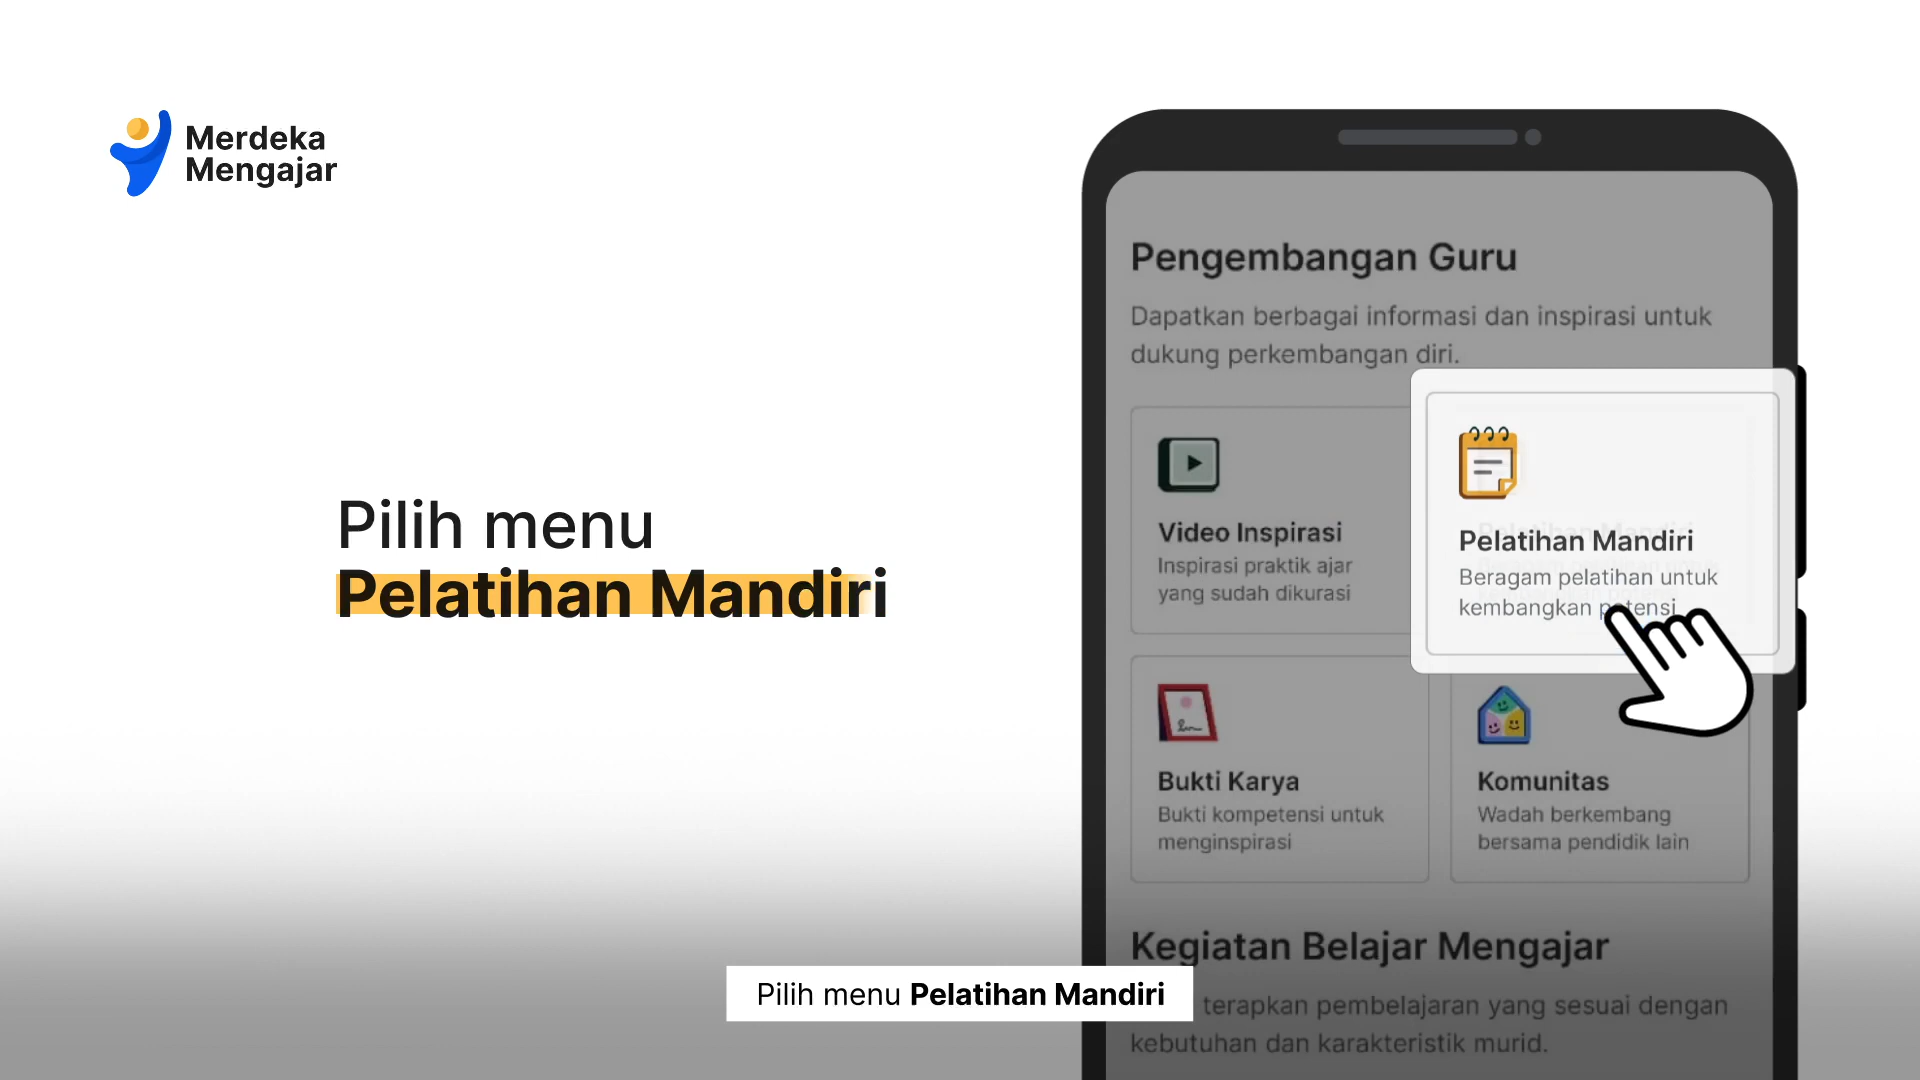 Merdeka
Mengajar
Pilih menu
Pelatihan Mandiri
Pengembangan Guru
Dapatkan berbagai informasi dan inspirasi untuk
dukung perkembangan diri.
Video Inspirasi
Inspirasi praktik ajar
yang sudah dikurasi
Pelatihan Mandiri
Beragam pelatihan untuk
kembangkan potensi
Bukti Karya
Bukti kompetensi untuk
menginspirasi
Komunitas
Wadah berkembang
bersama pendidik lain
Kegiatan Belajar Mengajar
terapkan pembelajaran yang sesuai dengan
kebutuhan dan karakteristik murid.
Pilih menu Pelatihan Mandiri